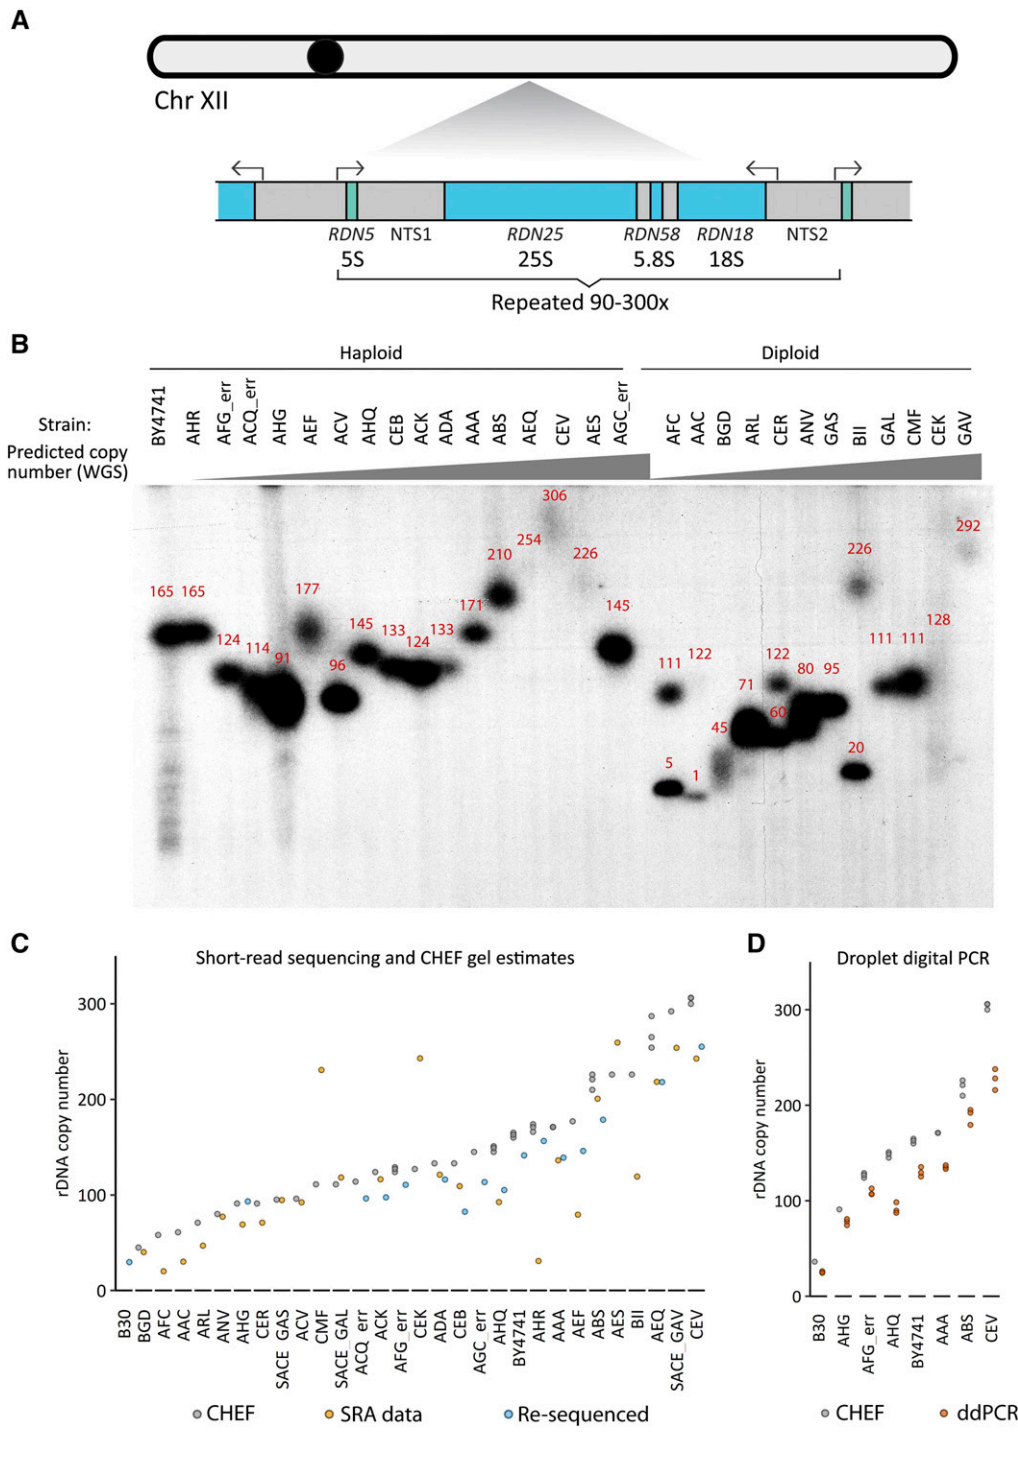 A
Chr XII
RDN5 NTS1 RDN25 RDN58 RDN18 NTS2
5S 25S 5.8S 18S
Repeated 90-300x
B
Haploid Diploid
Strain: BY4741 AHR AFG_err ACQ_err AHG AEF ACV AHQ CEB ACK ADA AAA ABS AEQ CEV AES AGC_err AFC AAC BGD ARL CER ANV GAS BII GAL CMF CEK GAV
Predicted copy
number (WGS)
306
292
254
210 226 226
177
165 165 171 145
145 133 124 133 128
124 114 91 96
111 122 122 111 111
71 80 95
45 60
5 1 20
C
Short-read sequencing and CHEF gel estimates
rDNA copy number
300
200
100
0
B30 BGD AFC AAC ARL ANV AHG CER SACE_GAS ACV CMF SACE_GAL ACQ_err ACK AFG_err CEK ADA CEB AGC_err AHQ BY4741 AHR AAA AEF ABS AES BII AEQ SACE_GAV CEV
CHEF SRA data Re-sequenced
D
Droplet digital PCR
rDNA copy number
300
200
100
0
B30 AHG AFG_err AHQ BY4741 AAA ABS CEV
CHEF ddPCR